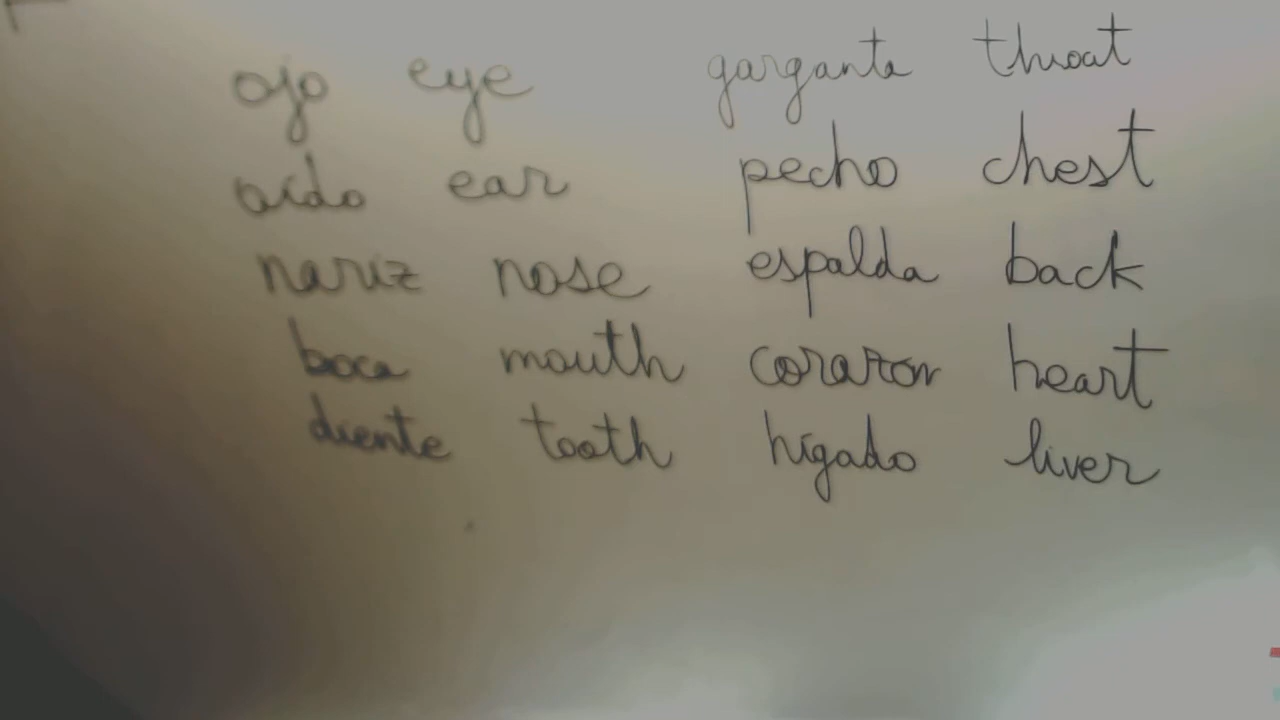 ojo eye garganta throat
oído ear pecho chest
nariz nose espalda back
boca mouth corazon heart
diente tooth hígado liver